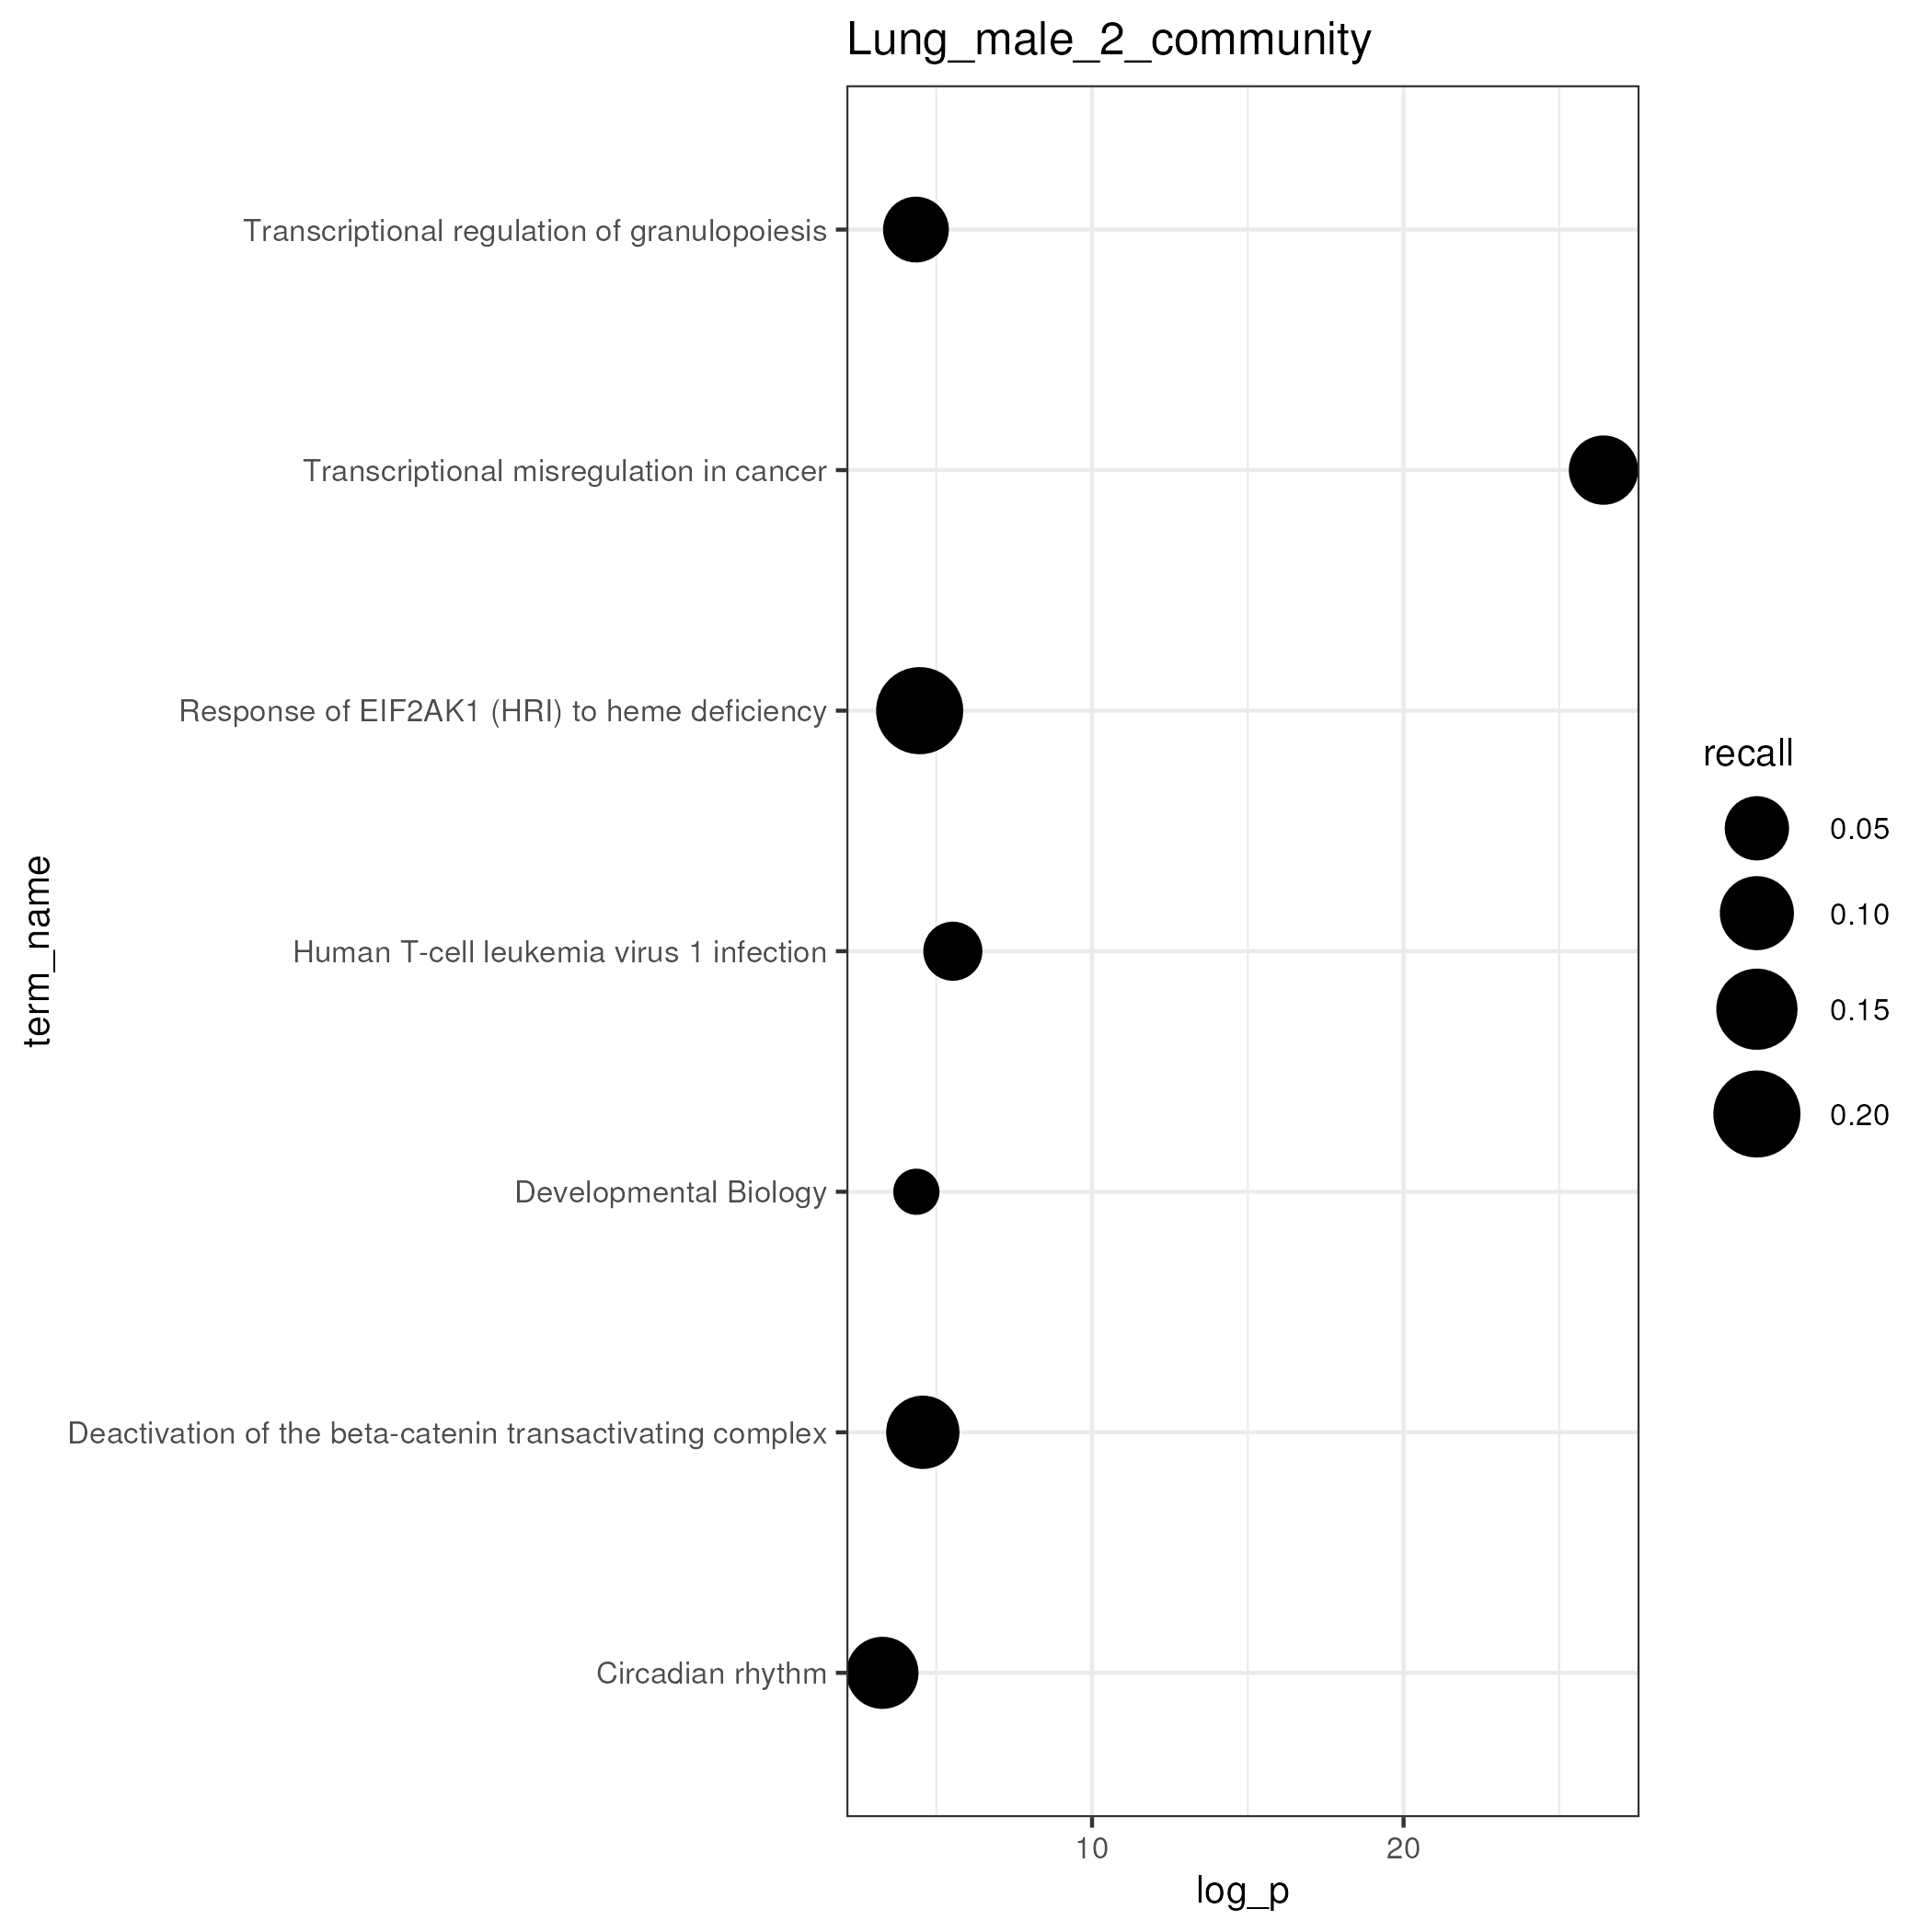 Lung_male_2_community
Transcriptional regulation of granulopoiesis
Transcriptional misregulation in cancer
Response of EIF2AK1 (HRI) to heme deficiency
Human T-cell leukemia virus 1 infection
Developmental Biology
Deactivation of the beta-catenin transactivating complex
Circadian rhythm
term_name
10
20
log_p
recall
0.05
0.10
0.15
0.20